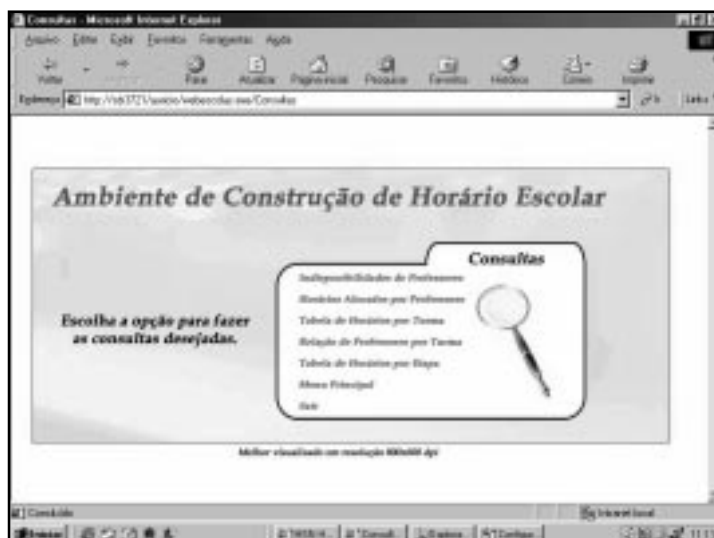 Consultas - Microsoft Internet Explorer
Arquivo Editar Exibir Favoritos Ferramentas Ajuda
Voltar Parar Atualizar Página inicial Pesquisar Favoritos Histórico Correio Imprimir
Endereço Links
Ambiente de Construção de Horário Escolar
Consultas
Indisponibilidades de Professores
Horários Alocados por Professores
Tabela de Horários por Turma
Escolha a opção para fazer
as consultas desejadas.
Relação de Professores por Turma
Tabela de Horários por Etapa
Menu Principal
Sair
Melhor visualizado em resolução 800x600 dpi
Concluído Intranet local
Iniciar